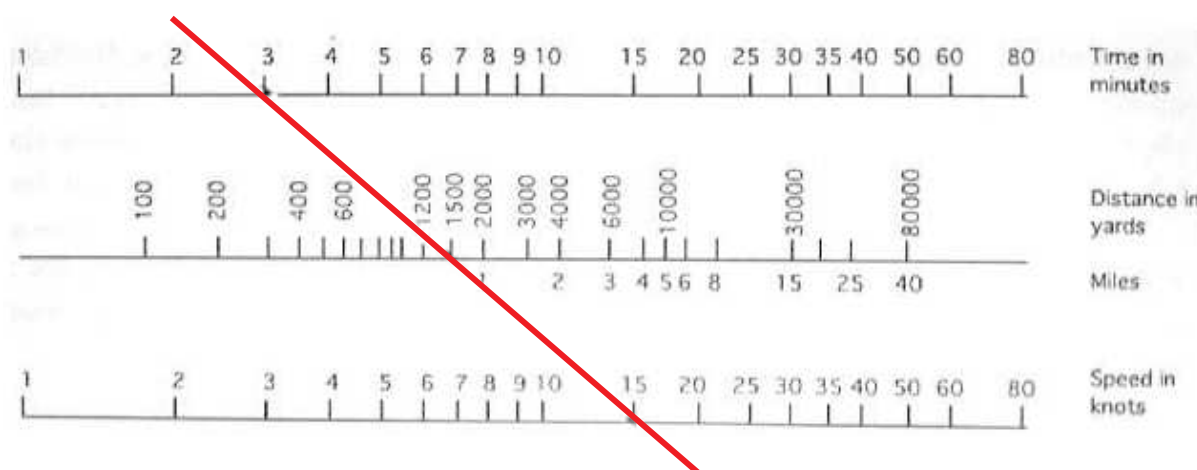 1 2 3 4 5 6 7 8 9 10 15 20 25 30 35 40 50 60 80 Time in
minutes
100 200 400 600 1200 1500 2000 3000 4000 6000 10000 30000 80000 Distance in
yards
1 2 3 4 5 6 8 15 25 40 Miles
1 2 3 4 5 6 7 8 9 10 15 20 25 30 35 40 50 60 80 Speed in
knots